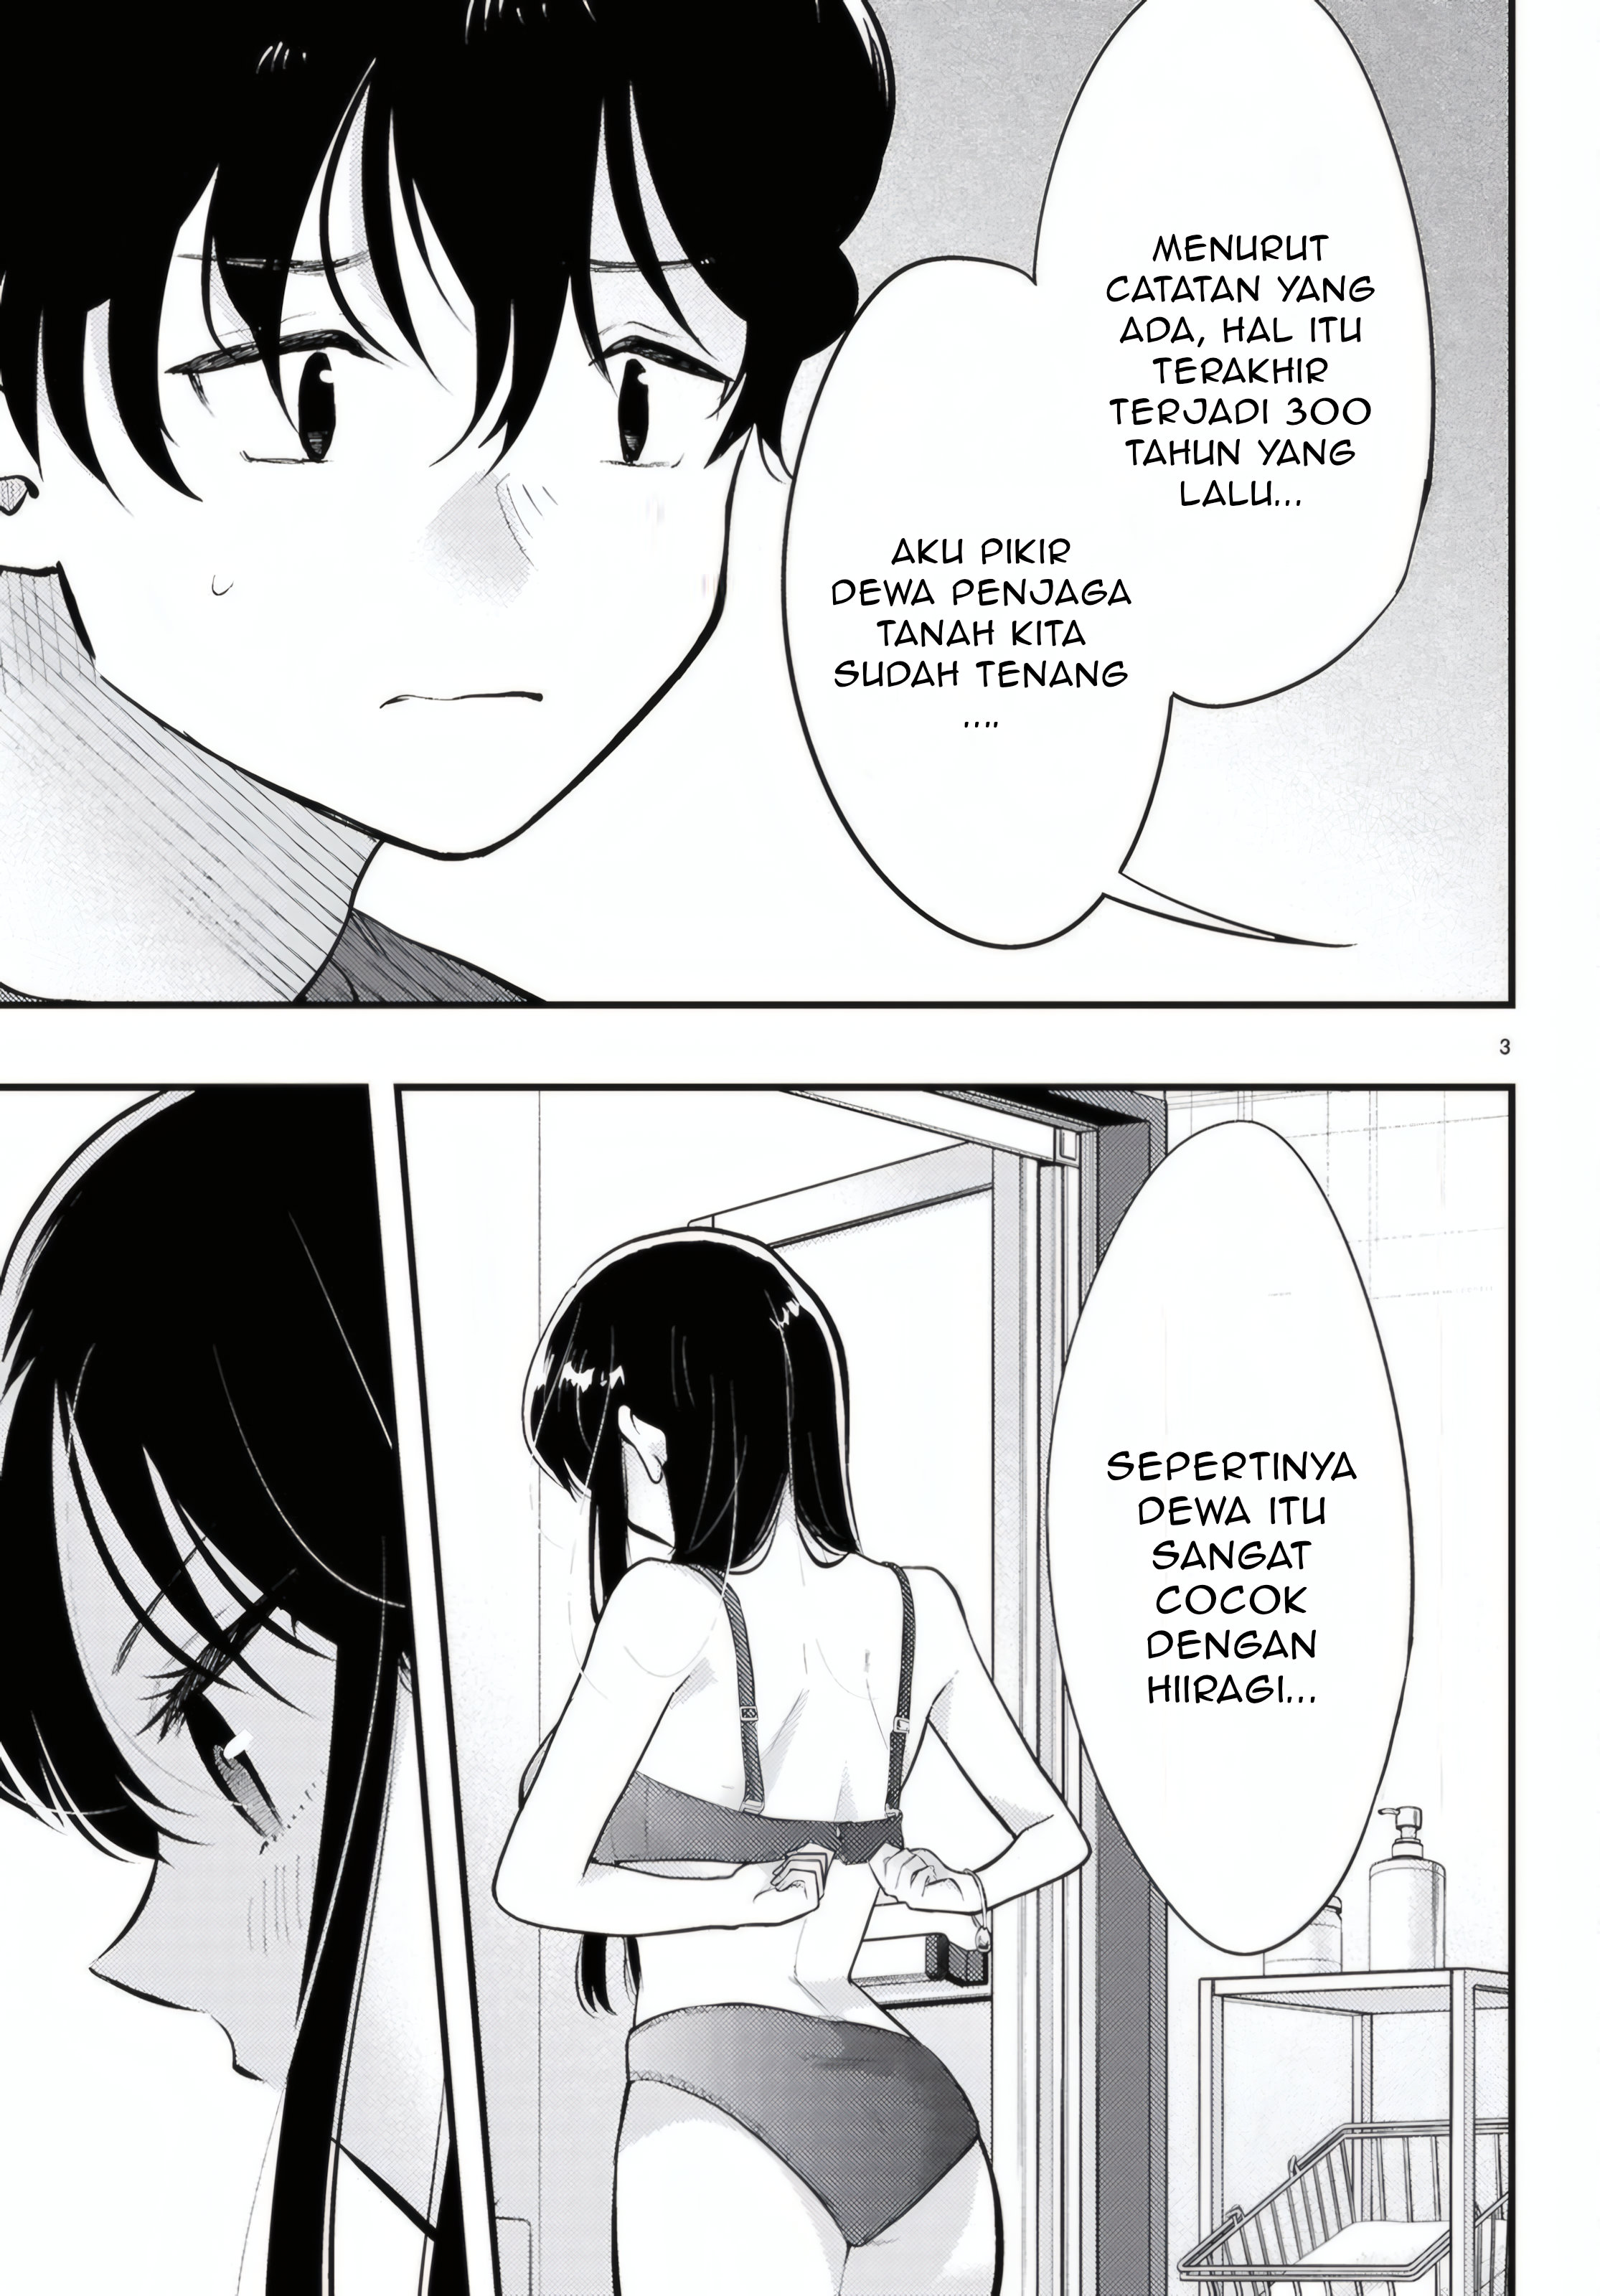 MENURUT
CATATAN YANG
ADA, HAL ITU
TERAKHIR
TERJADI 300
TAHUN YANG
LALU...
AKU PIKIR
DEWA PENJAGA
TANAH KITA
SUDAH TENANG
....
3
SEPERTINYA
DEWA ITU
SANGAT
COCOK
DENGAN
HIIRAGI...